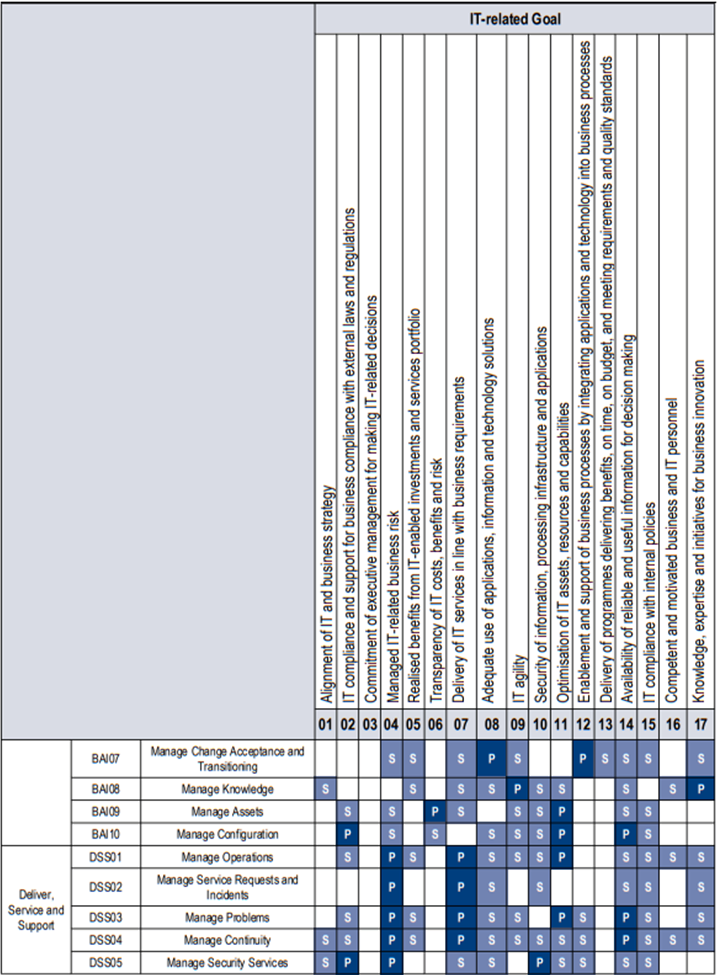 IT-related Goal
Alignment of IT and business strategy
IT compliance and support for business compliance with external laws and regulations
Commitment of executive management for making IT-related decisions
Managed IT-related business risk
Realised benefits from IT-enabled investments and services portfolio
Transparency of IT costs, benefits and risk
Delivery of IT services in line with business requirements
Adequate use of applications, information and technology solutions
IT agility
Security of information, processing infrastructure and applications
Optimisation of IT assets, resources and capabilities
Enablement and support of business processes by integrating applications and technology into business processes
Delivery of programmes delivering benefits, on time, on budget, and meeting requirements and quality standards
Availability of reliable and useful information for decision making
IT compliance with internal policies
Competent and motivated business and IT personnel
Knowledge, expertise and initiatives for business innovation
01 02 03 04 05 06 07 08 09 10 11 12 13 14 15 16 17
BAI07 Manage Change Acceptance and
Transitioning S S S P S P S S S S
BAI08 Manage Knowledge S S S S P S S S S P
BAI09 Manage Assets S S P S S S P S S
BAI10 Manage Configuration P S S S S S P P S
Deliver,
Service and
Support
DSS01 Manage Operations S P S P S S S P S S S S
DSS02 Manage Service Requests and
Incidents P P S S S S
DSS03 Manage Problems S P S P S S P S P S S
DSS04 Manage Continuity S S P S P S S S S S P S S S
DSS05 Manage Security Services S P P S S P S S S S